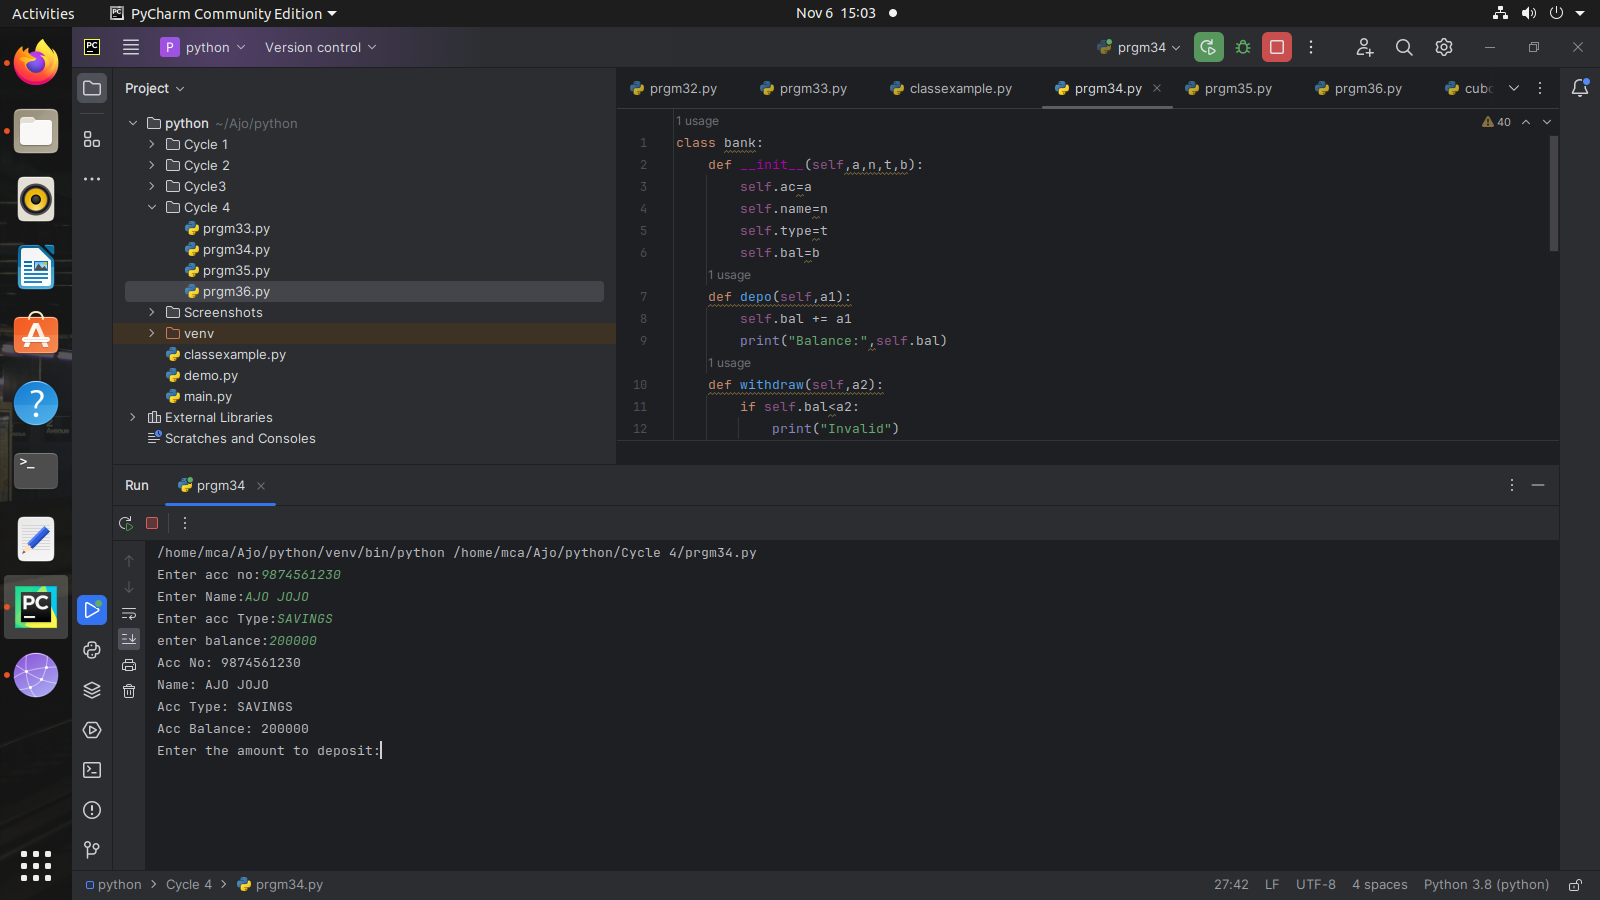 Activities
PyCharm Community Edition
Nov 6 15:03
PC
P python
Version control
prgm34
Project
prgm32.py
prgm33.py
classexample.py
prgm34.py
prgm35.py
prgm36.py
python ~/Ajo/python
Cycle 1
Cycle 2
Cycle3
Cycle 4
prgm33.py
prgm34.py
prgm35.py
prgm36.py
Screenshots
venv
classexample.py
demo.py
main.py
External Libraries
Scratches and Consoles
1 usage
40
1 class bank:
2 def __init__(self,a,n,t,b):
3 self.ac=a
4 self.name=n
5 self.type=t
6 self.bal=b
1 usage
7 def depo(self,a1):
8 self.bal += a1
9 print("Balance:",self.bal)
1 usage
10 def withdraw(self,a2):
11 if self.bal<a2:
12 print("Invalid")
Run
prgm34
/home/mca/Ajo/python/venv/bin/python /home/mca/Ajo/python/Cycle 4/prgm34.py
Enter acc no:9874561230
Enter Name:AJO JOJO
Enter acc Type:SAVINGS
enter balance:200000
Acc No: 9874561230
Name: AJO JOJO
Acc Type: SAVINGS
Acc Balance: 200000
Enter the amount to deposit:
PC
python > Cycle 4 > prgm34.py
27:42 LF UTF-8 4 spaces Python 3.8 (python)